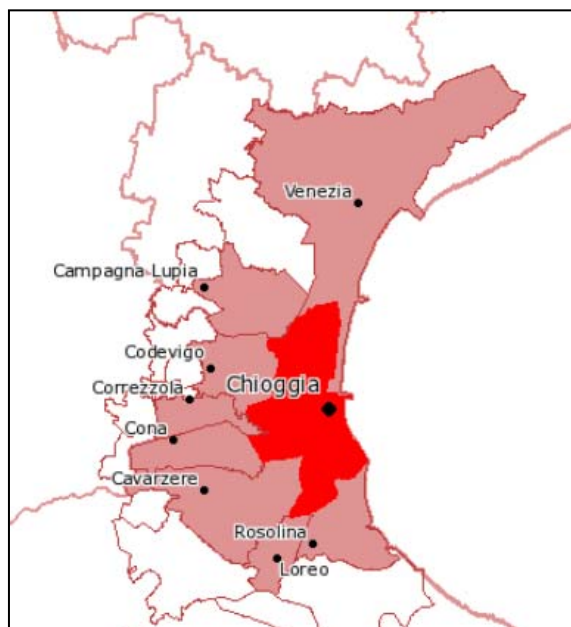 Venezia
Campagna Lupia
Codevigo
Chioggia
Correzzola
Cona
Cavarzere
Rosolina
Loreo